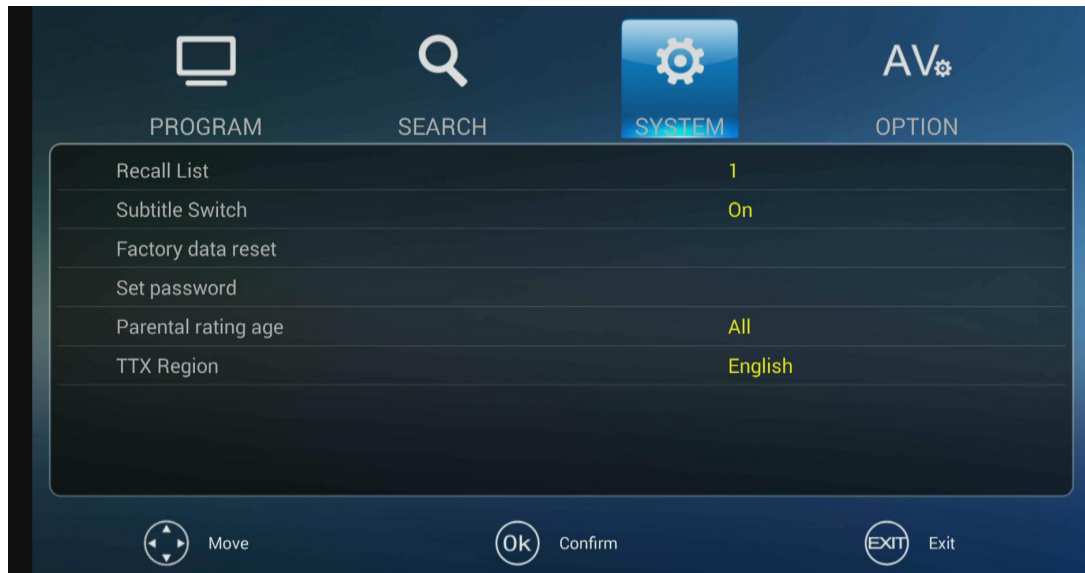 AV
PROGRAM SEARCH SYSTEM OPTION
Recall List 1
Subtitle Switch On
Factory data reset
Set password
Parental rating age All
TTX Region English
Move Ok Confirm EXIT Exit